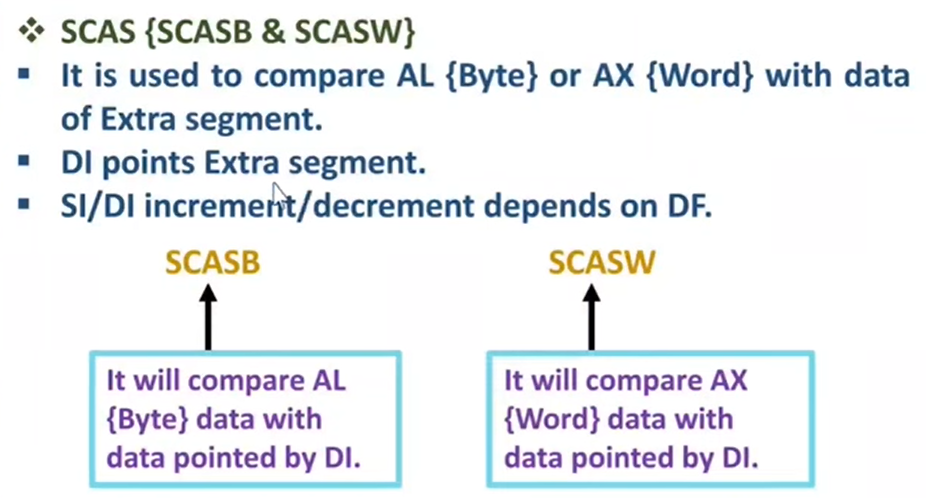 ❖ SCAS {SCASB & SCASW}
▪ It is used to compare AL {Byte} or AX {Word} with data
of Extra segment.
▪ DI points Extra segment.
▪ SI/DI increment/decrement depends on DF.
SCASB
SCASW
It will compare AL
{Byte} data with
data pointed by DI.
It will compare AX
{Word} data with
data pointed by DI.